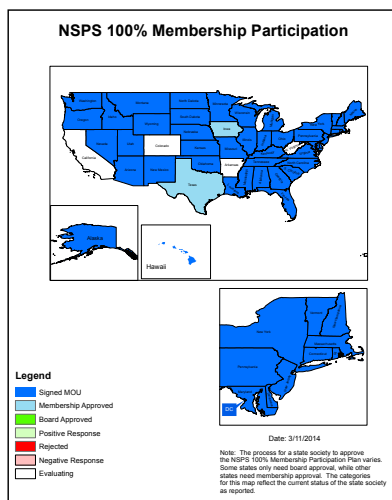 NSPS 100% Membership Participation
Washington
Montana
North Dakota
Minnesota
Oregon
Idaho
Wyoming
South Dakota
Iowa
Nebraska
Nevada
Utah
Colorado
Kansas
Missouri
California
Arizona
New Mexico
Oklahoma
Arkansas
Texas
Alaska
Hawaii
New York
Vermont
Massachusetts
Connecticut
Pennsylvania
DC
Legend
Signed MOU
Membership Approved
Board Approved
Positive Response
Rejected
Negative Response
Evaluating
Date: 3/11/2014
Note: The process for a state society to approve
the NSPS 100% Membership Participation Plan varies.
Some states only need board approval, while other
states need membership approval. The categories
for this map reflect the current status of the state society
as reported.